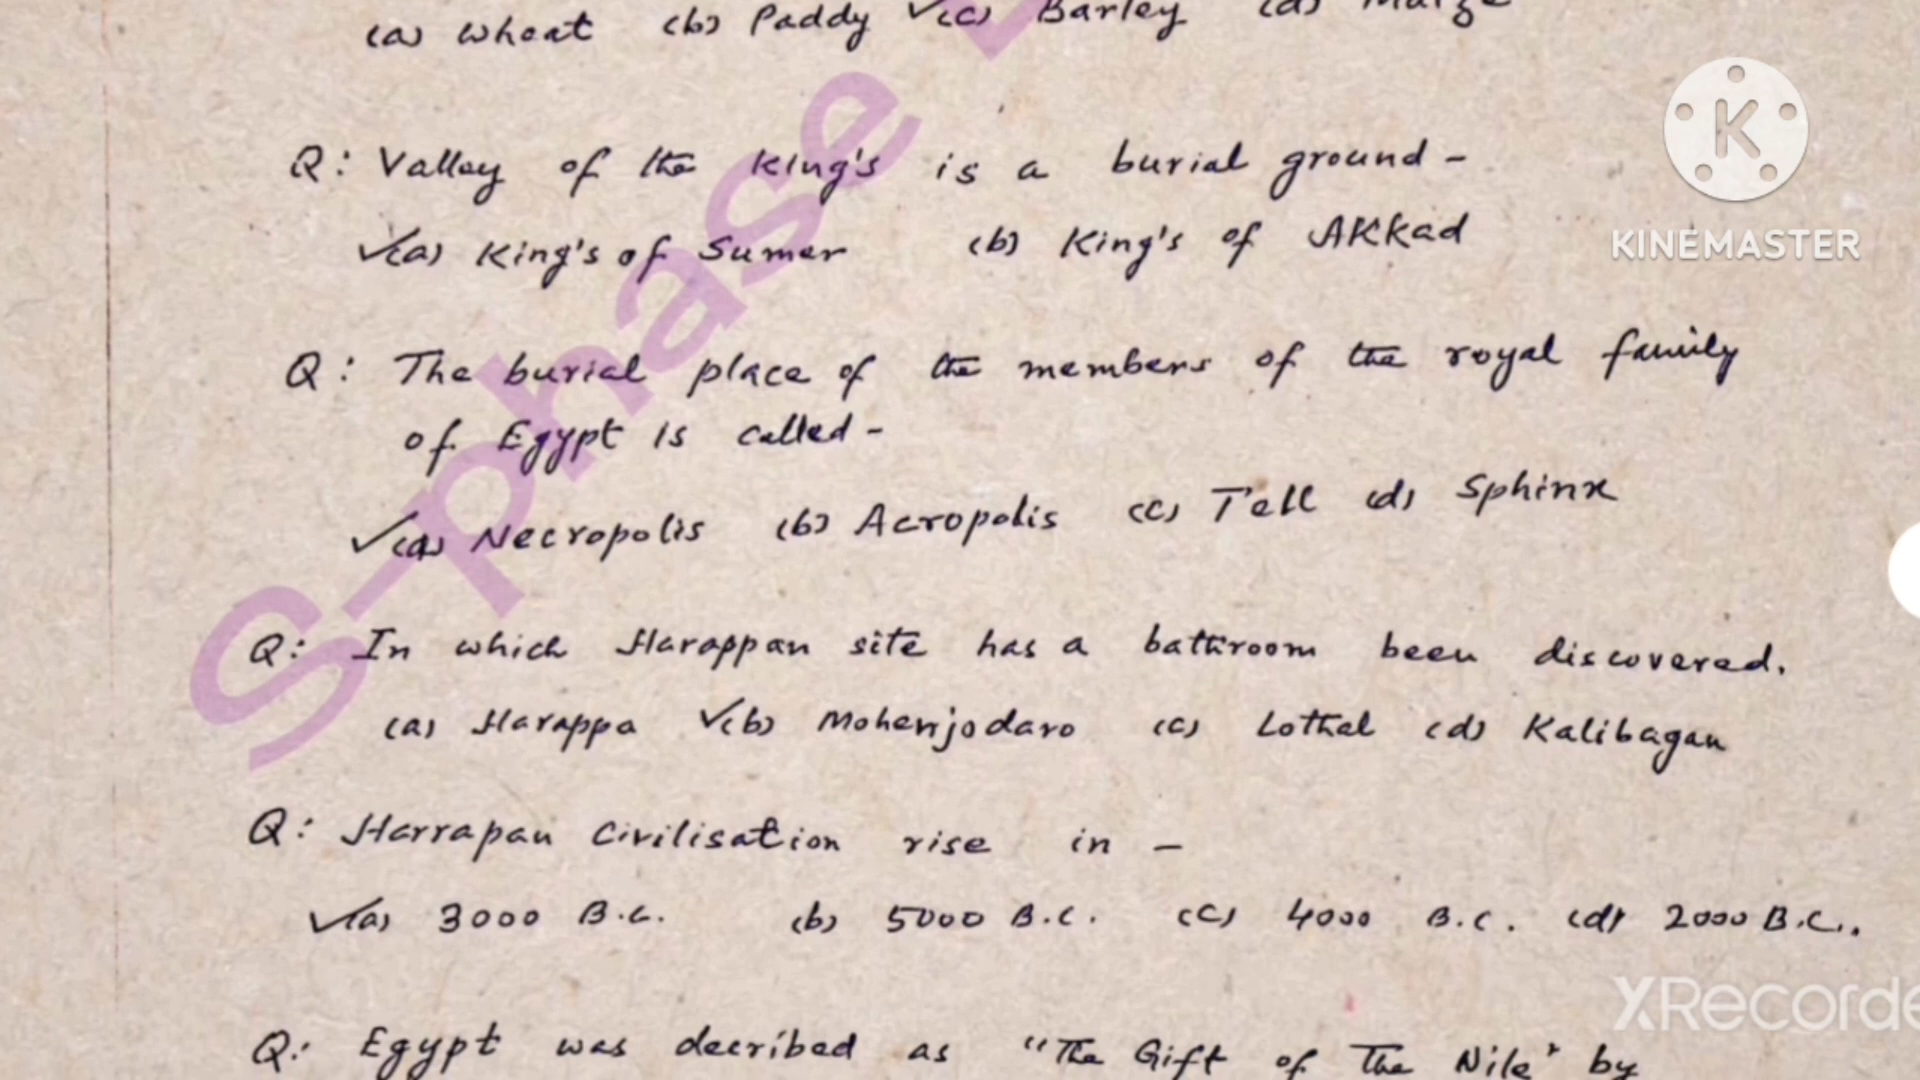 (a) wheat (b) Paddy ✓(c) Barley (d) Maize
Q: Valley of the King's is a burial ground -
✓(a) King's of Sumer (b) King's of AKKad
Q: The burial place of the members of the royal family
of Egypt is called -
✓(a) Necropolis (b) Acropolis (c) Tell (d) Sphinx
Q: In which Harappan site has a bathroom been discovered.
(a) Harappa ✓(b) Mohenjodaro (c) Lothal (d) Kalibagan
Q: Harrapan Civilisation rise in -
✓(a) 3000 B.C. (b) 5000 B.C. (c) 4000 B.C. (d) 2000 B.C..
Q: Egypt was decribed as "The Gift of The Nile" by
S-phase
K
KINEMASTER
XRecorde